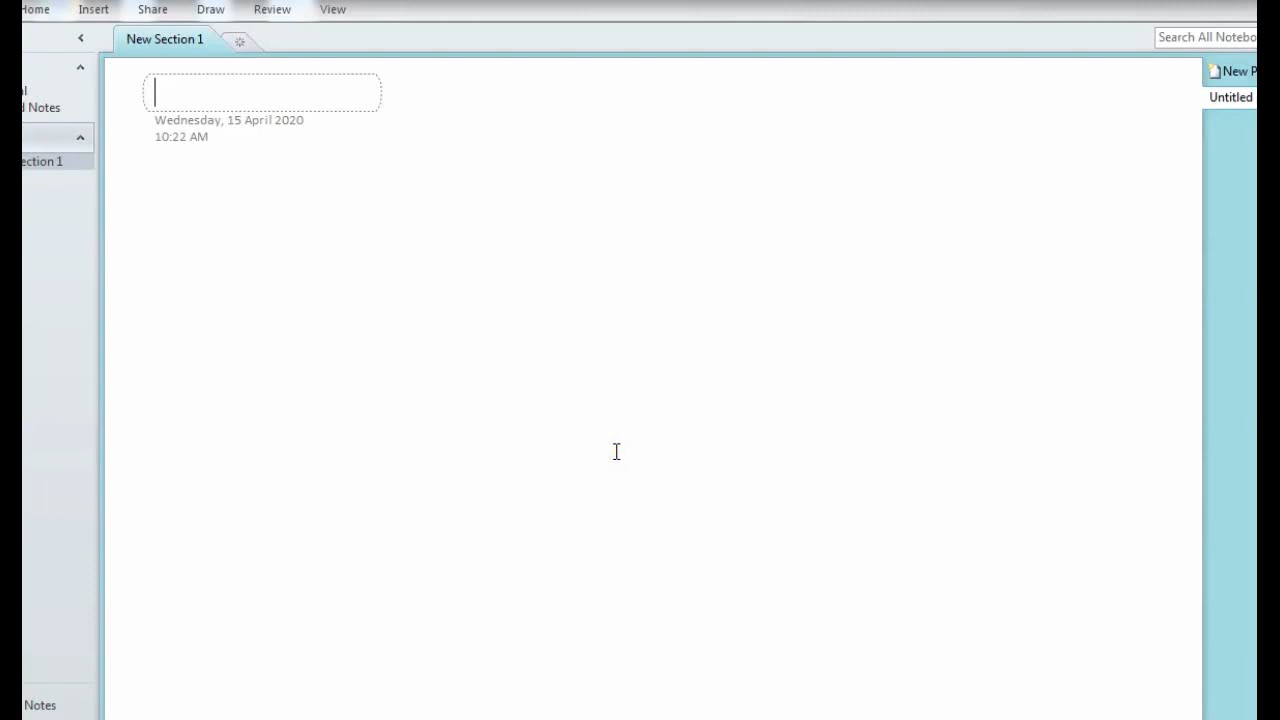 Home Insert Share Draw Review View
New Section 1
Search All Notebo
New P
Untitled
Wednesday, 15 April 2020
10:22 AM
l
d Notes
ection 1
Notes